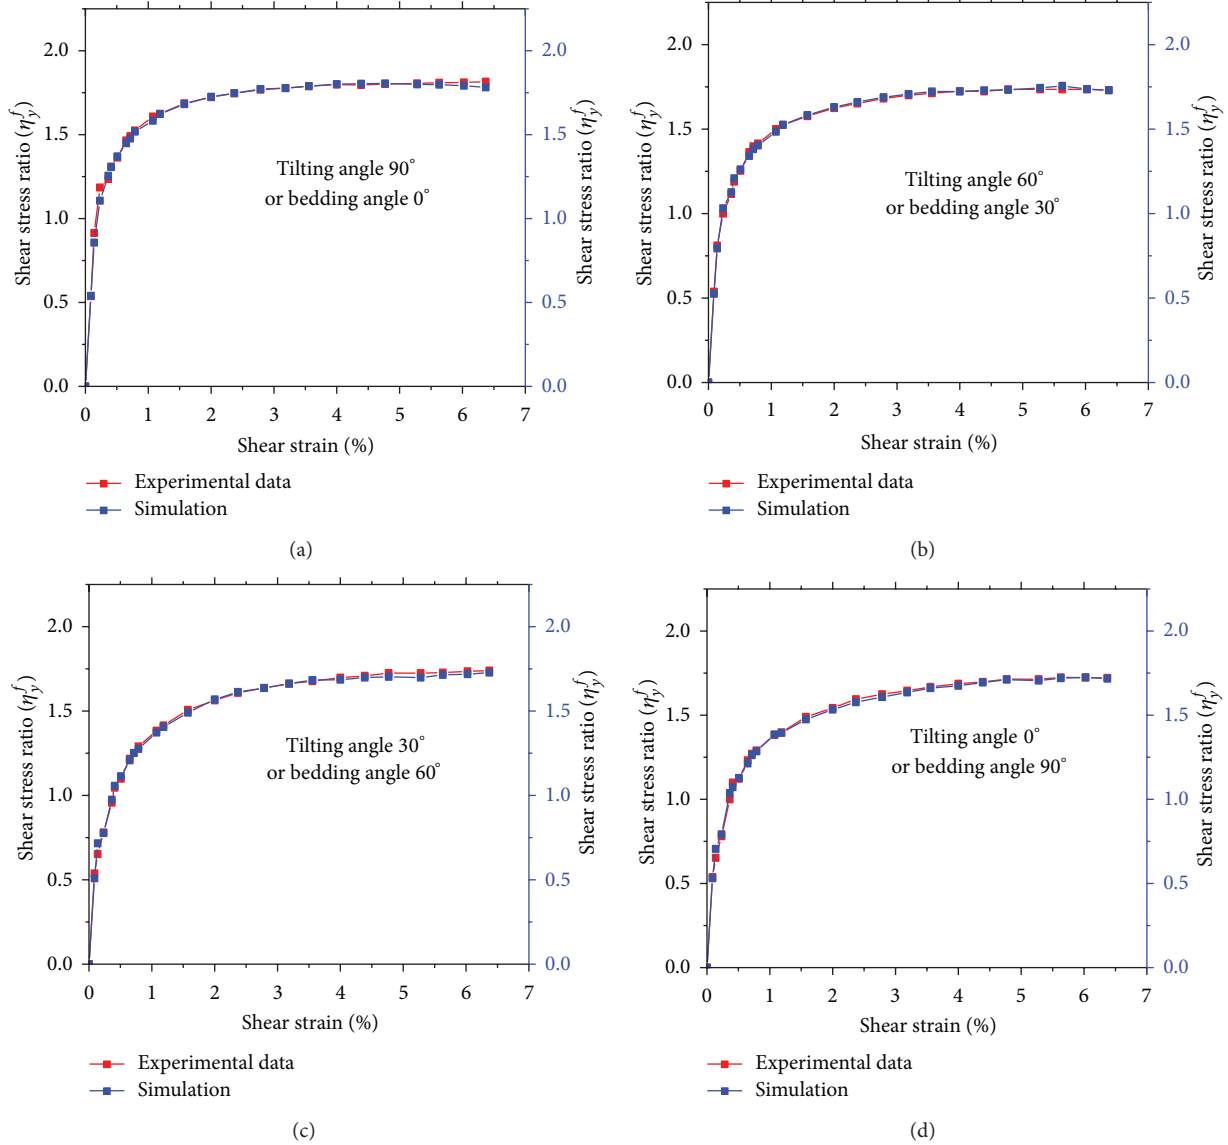 2.0
1.5
1.0
0.5
0.0
Shear stress ratio (η_y^f)
2.0
1.5
1.0
0.5
0.0
Shear stress ratio (η_y^f)
Tilting angle 90°
or bedding angle 0°
0 1 2 3 4 5 6 7
Shear strain (%)
Experimental data
Simulation
(a)
2.0
1.5
1.0
0.5
0.0
Shear stress ratio (η_y^f)
2.0
1.5
1.0
0.5
0.0
Shear stress ratio (η_y^f)
Tilting angle 60°
or bedding angle 30°
0 1 2 3 4 5 6 7
Shear strain (%)
Experimental data
Simulation
(b)
2.0
1.5
1.0
0.5
0.0
Shear stress ratio (η_y^f)
2.0
1.5
1.0
0.5
0.0
Shear stress ratio (η_y^f)
Tilting angle 30°
or bedding angle 60°
0 1 2 3 4 5 6 7
Shear strain (%)
Experimental data
Simulation
(c)
2.0
1.5
1.0
0.5
0.0
Shear stress ratio (η_y^f)
2.0
1.5
1.0
0.5
0.0
Shear stress ratio (η_y^f)
Tilting angle 0°
or bedding angle 90°
0 1 2 3 4 5 6 7
Shear strain (%)
Experimental data
Simulation
(d)